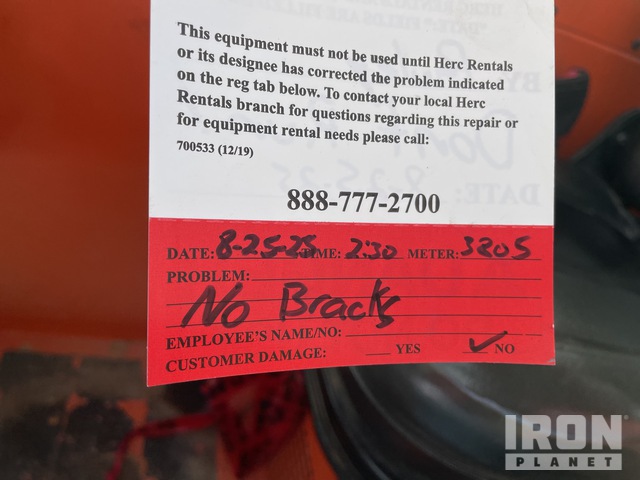 This equipment must not be used until Herc Rentals
or its designee has corrected the problem indicated
on the reg tab below. To contact your local Herc
Rentals branch for questions regarding this repair or
for equipment rental needs please call:
700533 (12/19)
888-777-2700
DATE: 8-25-25 TIME: 2:30 METER: 3205
PROBLEM:
No Bracks
EMPLOYEE'S NAME/NO:
CUSTOMER DAMAGE: YES ✓ NO
IRON
PLANET